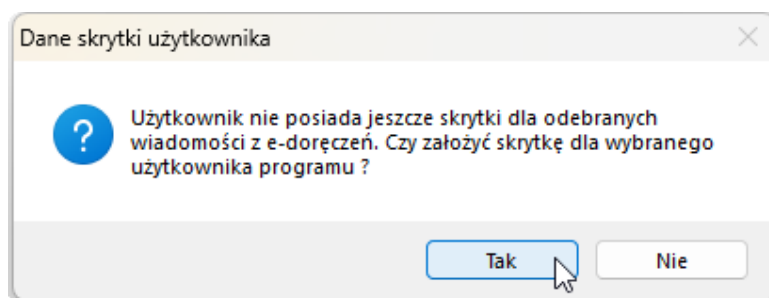 Dane skrytki użytkownika
?
Użytkownik nie posiada jeszcze skrytki dla odebranych
wiadomości z e-doręczeń. Czy założyć skrytkę dla wybranego
użytkownika programu ?
Tak
Nie